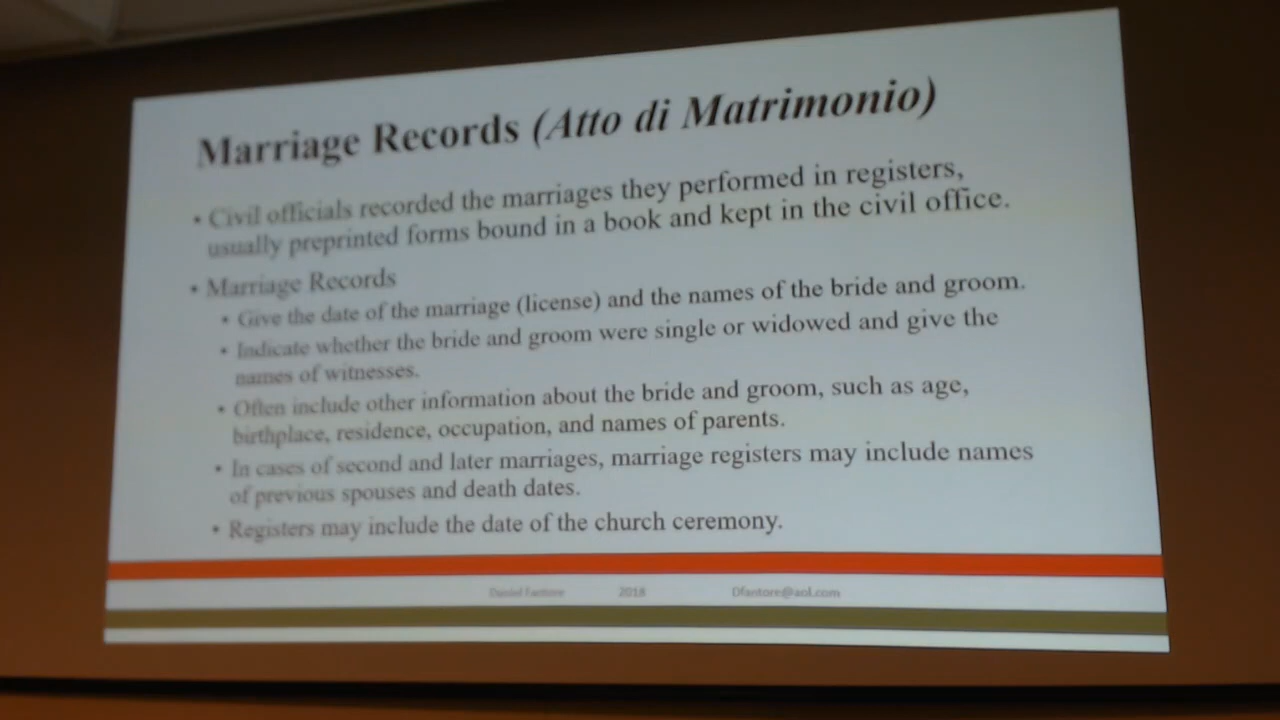 Marriage Records (Atto di Matrimonio)
• Civil officials recorded the marriages they performed in registers,
usually preprinted forms bound in a book and kept in the civil office.
• Marriage Records
• Give the date of the marriage (license) and the names of the bride and groom.
• Indicate whether the bride and groom were single or widowed and give the
names of witnesses.
• Often include other information about the bride and groom, such as age,
birthplace, residence, occupation, and names of parents.
• In cases of second and later marriages, marriage registers may include names
of previous spouses and death dates.
• Registers may include the date of the church ceremony.
Daniel Fantore 2018 Dfantore@aol.com